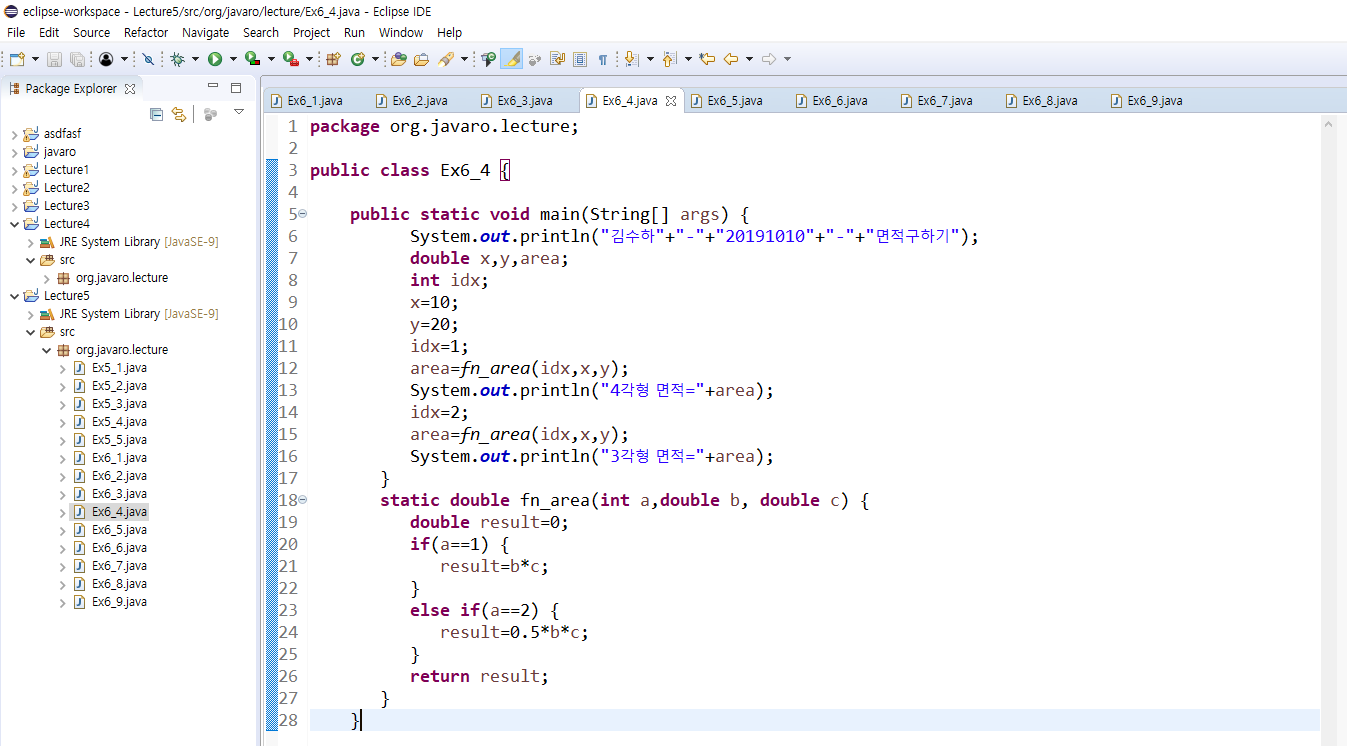 eclipse-workspace - Lecture5/src/org/javaro/lecture/Ex6_4.java - Eclipse IDE
File Edit Source Refactor Navigate Search Project Run Window Help
Package Explorer
asdfasf
javaro
Lecture1
Lecture2
Lecture3
Lecture4
JRE System Library [JavaSE-9]
src
org.javaro.lecture
Lecture5
JRE System Library [JavaSE-9]
src
org.javaro.lecture
Ex5_1.java
Ex5_2.java
Ex5_3.java
Ex5_4.java
Ex5_5.java
Ex6_1.java
Ex6_2.java
Ex6_3.java
Ex6_4.java
Ex6_5.java
Ex6_6.java
Ex6_7.java
Ex6_8.java
Ex6_9.java
Ex6_1.java Ex6_2.java Ex6_3.java Ex6_4.java Ex6_5.java Ex6_6.java Ex6_7.java Ex6_8.java Ex6_9.java
1 package org.javaro.lecture;
2
3 public class Ex6_4 {
4
5 public static void main(String[] args) {
6 System.out.println("김수하"+"-"+"20191010"+"-"+"면적구하기");
7 double x,y,area;
8 int idx;
9 x=10;
10 y=20;
11 idx=1;
12 area=fn_area(idx,x,y);
13 System.out.println("4각형 면적="+area);
14 idx=2;
15 area=fn_area(idx,x,y);
16 System.out.println("3각형 면적="+area);
17 }
18 static double fn_area(int a,double b, double c) {
19 double result=0;
20 if(a==1) {
21 result=b*c;
22 }
23 else if(a==2) {
24 result=0.5*b*c;
25 }
26 return result;
27 }
28 }